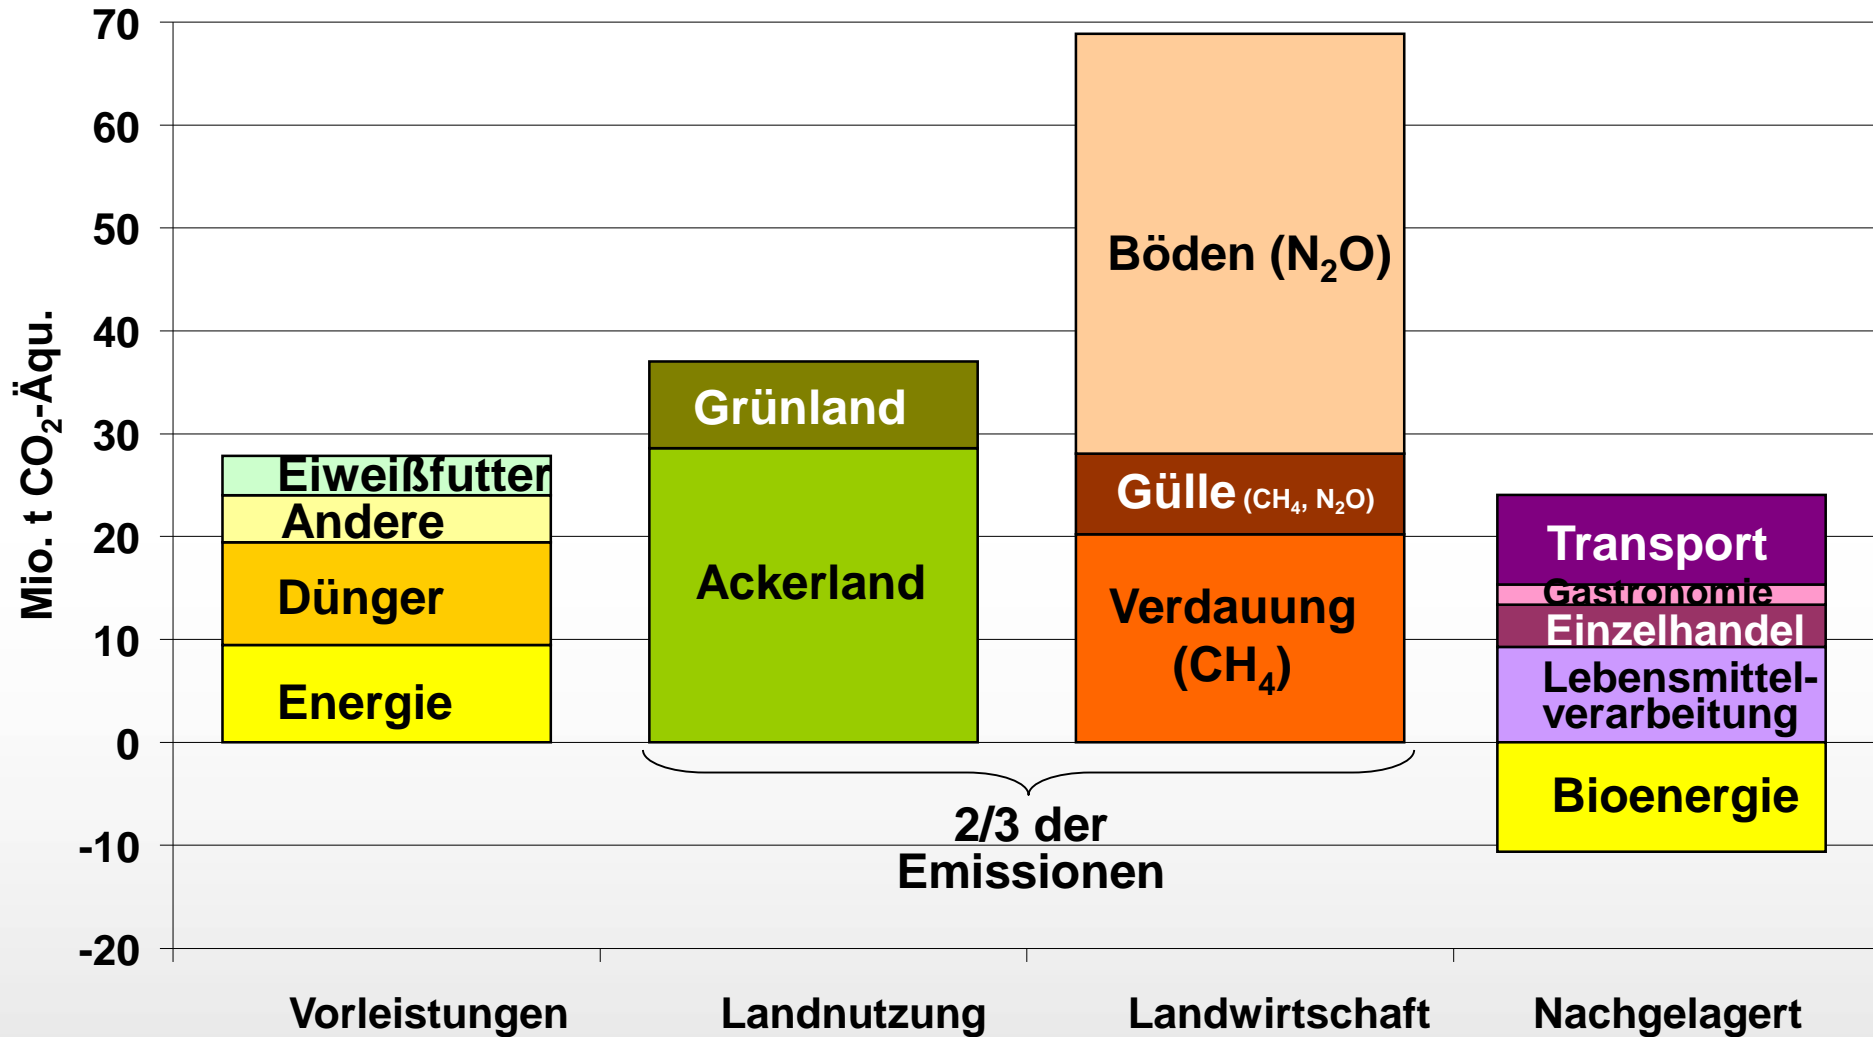 Mio. t CO₂-Äqu.
70
60
50
40
30
20
10
0
-10
-20
Eiweißfutter
Andere
Dünger
Energie
Grünland
Ackerland
Böden (N₂O)
Gülle (CH₄, N₂O)
Verdauung
(CH₄)
Transport
Gastronomie
Einzelhandel
Lebensmittel-
verarbeitung
Bioenergie
2/3 der
Emissionen
Vorleistungen
Landnutzung
Landwirtschaft
Nachgelagert